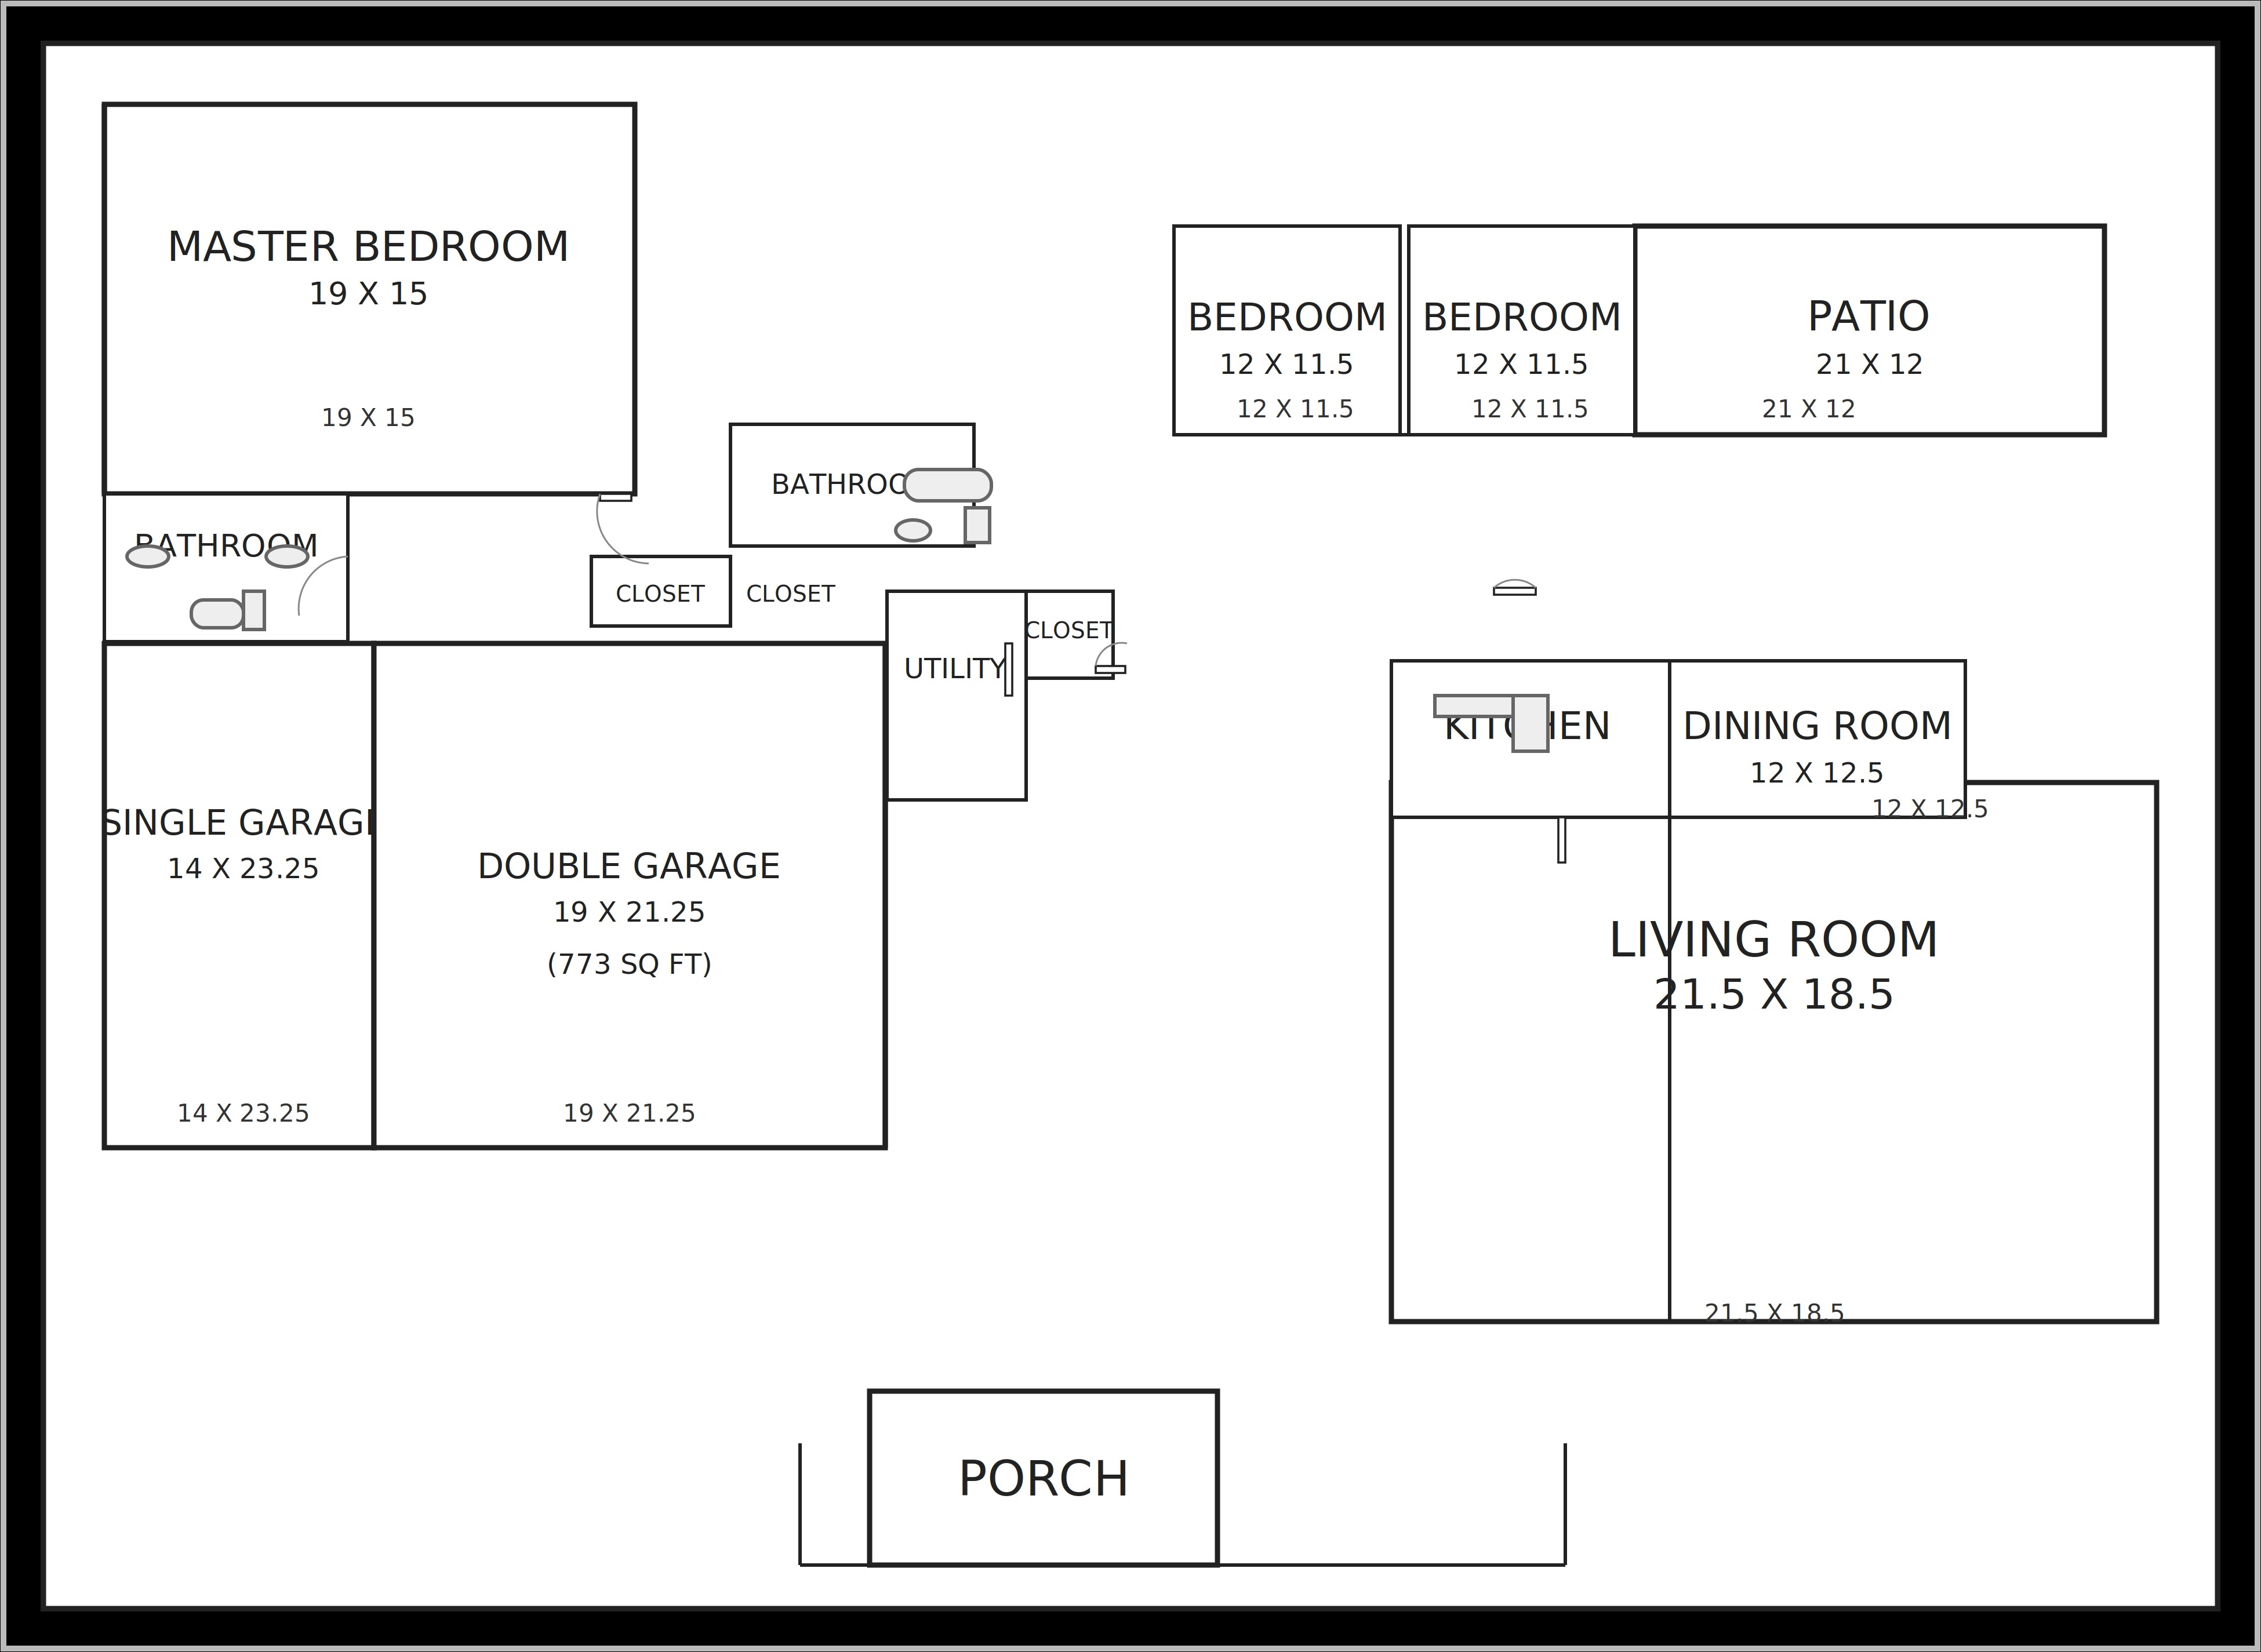 MASTER BEDROOM
19 X 15
19 X 15
BEDROOM
12 X 11.5
12 X 11.5
BEDROOM
12 X 11.5
12 X 11.5
PATIO
21 X 12
21 X 12
BATHROOM
BATHROO
CLOSET
CLOSET
CLOSET
UTILITY
KITCHEN
DINING ROOM
12 X 12.5
12 X 12.5
SINGLE GARAGE
14 X 23.25
14 X 23.25
DOUBLE GARAGE
19 X 21.25
(773 SQ FT)
19 X 21.25
LIVING ROOM
21.5 X 18.5
21.5 X 18.5
PORCH